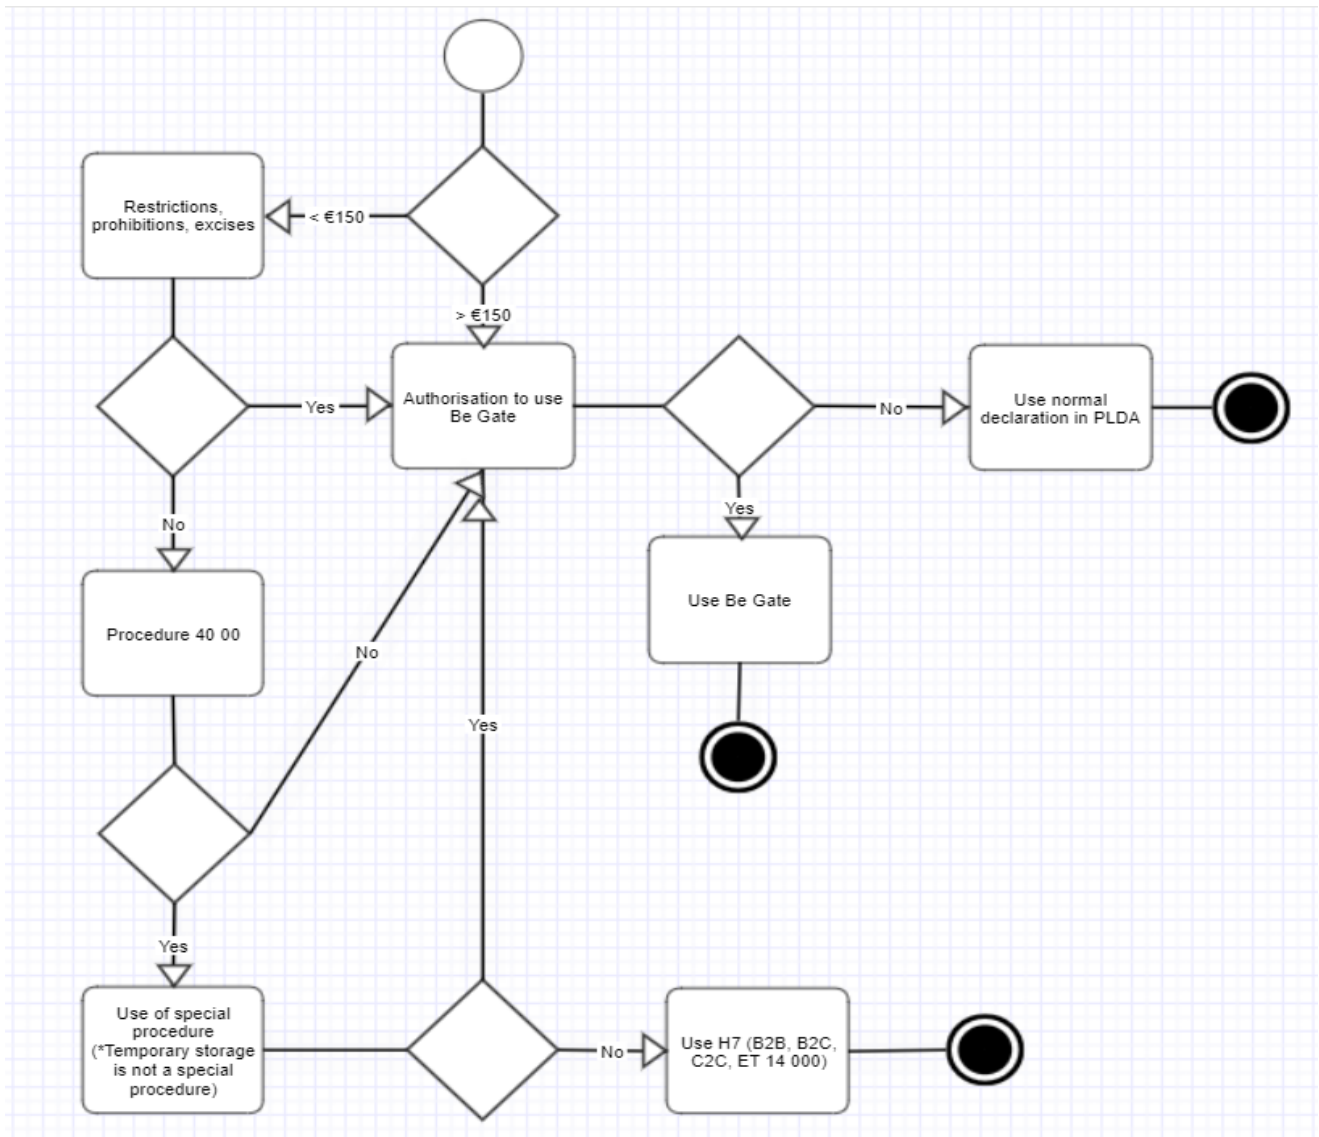 Restrictions,
prohibitions, excises
< €150
> €150
Yes
Authorisation to use
Be Gate
No
Use normal
declaration in PLDA
No
Yes
Use Be Gate
Procedure 40 00
No
Yes
Yes
Use of special
procedure
(*Temporary storage
is not a special
procedure)
No
Use H7 (B2B, B2C,
C2C, ET 14 000)